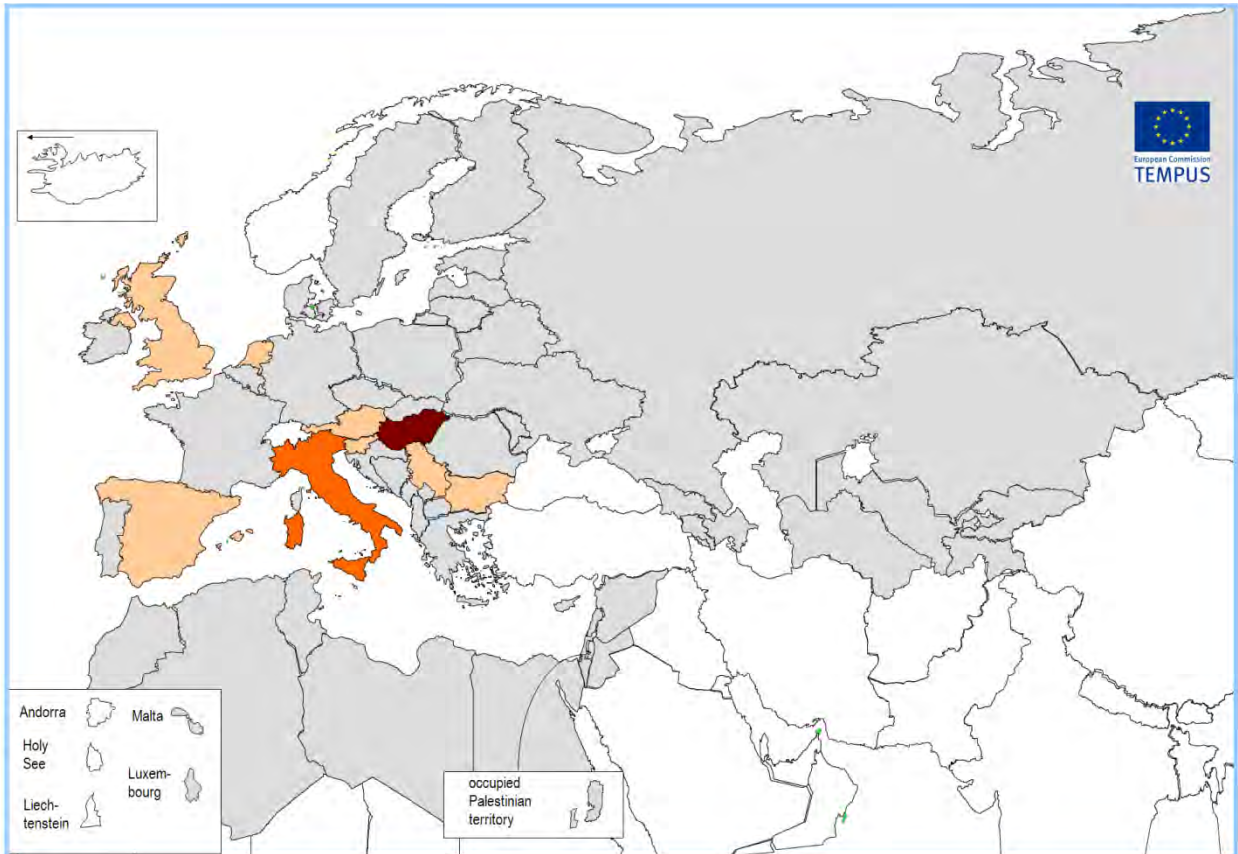 European Commission
TEMPUS
Andorra
Malta
Holy
See
Luxem-
bourg
Liech-
tenstein
occupied
Palestinian
territory